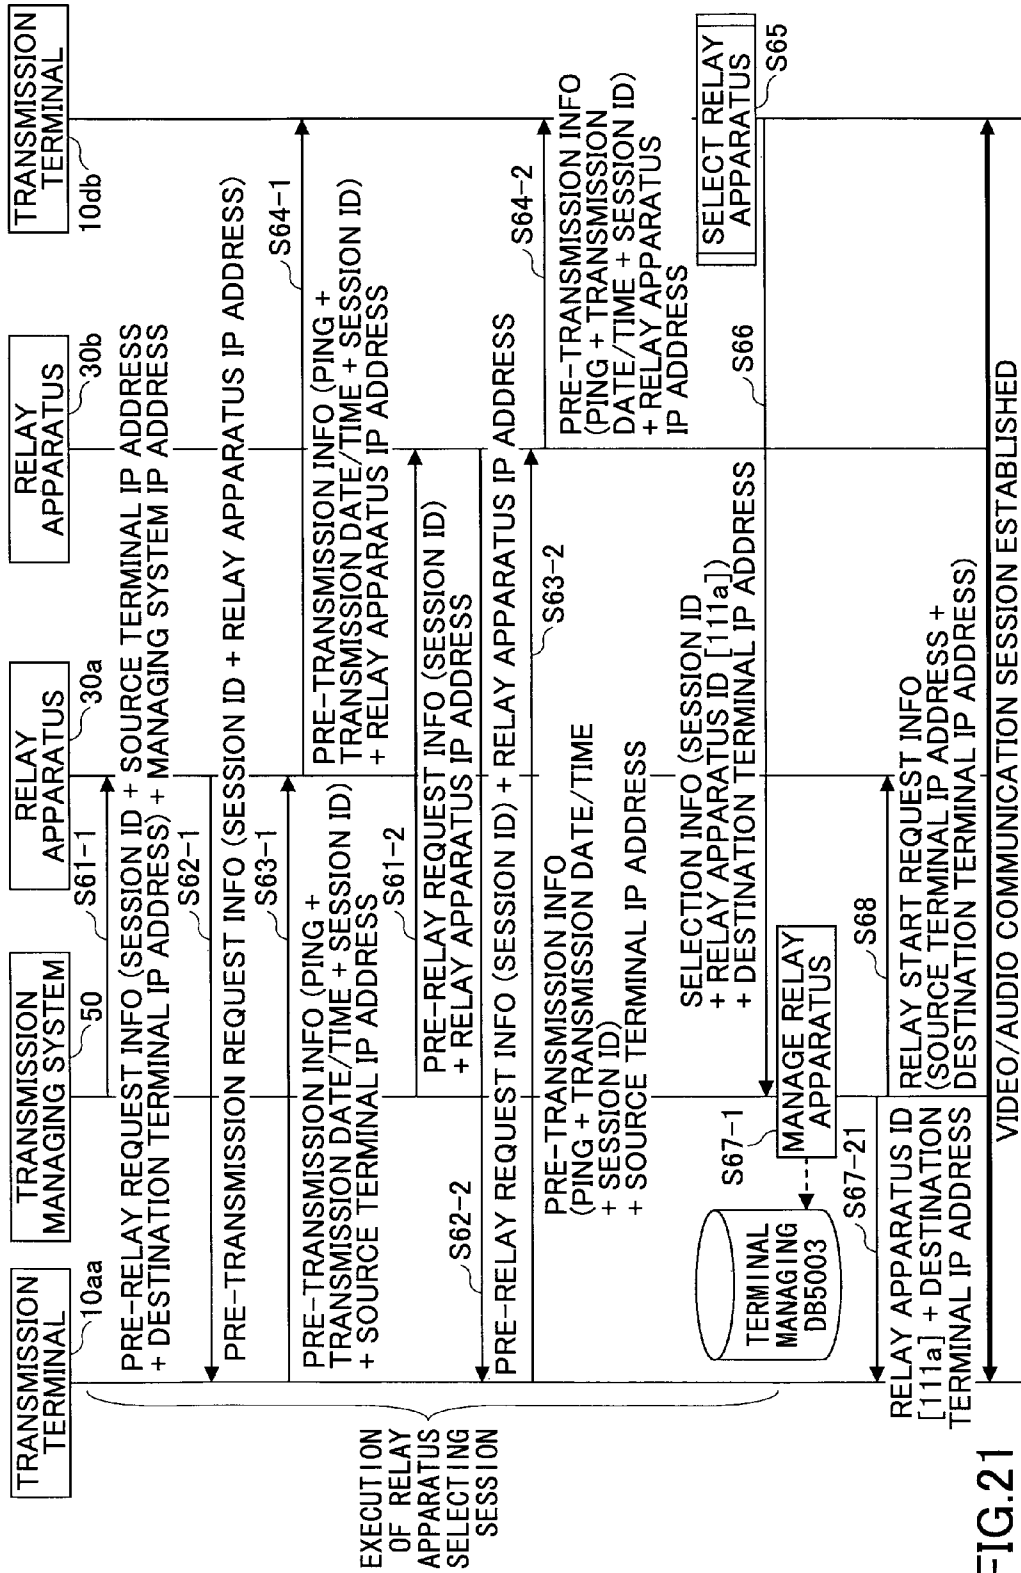 TRANSMISSION
TERMINAL
10aa
TRANSMISSION
MANAGING SYSTEM
50
RELAY
APPARATUS
30a
RELAY
APPARATUS
30b
TRANSMISSION
TERMINAL
10db
EXECUTION
OF RELAY
APPARATUS
SELECTING
SESSION
S61-1
PRE-RELAY REQUEST INFO (SESSION ID + SOURCE TERMINAL IP ADDRESS
+ DESTINATION TERMINAL IP ADDRESS) + MANAGING SYSTEM IP ADDRESS
S62-1
PRE-TRANSMISSION REQUEST INFO (SESSION ID + RELAY APPARATUS IP ADDRESS)
S63-1
PRE-TRANSMISSION INFO (PING +
TRANSMISSION DATE/TIME + SESSION ID)
+ SOURCE TERMINAL IP ADDRESS
S64-1
PRE-TRANSMISSION INFO (PING +
TRANSMISSION DATE/TIME + SESSION ID)
+ RELAY APPARATUS IP ADDRESS
S61-2
PRE-RELAY REQUEST INFO (SESSION ID)
+ RELAY APPARATUS IP ADDRESS
S62-2
PRE-RELAY REQUEST INFO (SESSION ID) + RELAY APPARATUS IP ADDRESS
S63-2
PRE-TRANSMISSION INFO
(PING + TRANSMISSION DATE/TIME
+ SESSION ID)
+ SOURCE TERMINAL IP ADDRESS
S64-2
PRE-TRANSMISSION INFO
(PING + TRANSMISSION
DATE/TIME + SESSION ID)
+ RELAY APPARATUS
IP ADDRESS
SELECT RELAY
APPARATUS
S65
S66
SELECTION INFO (SESSION ID
+ RELAY APPARATUS ID [111a])
+ DESTINATION TERMINAL IP ADDRESS
S67-1
MANAGE RELAY
APPARATUS
TERMINAL
MANAGING
DB5003
S67-21
RELAY APPARATUS ID
[111a] + DESTINATION
TERMINAL IP ADDRESS
S68
RELAY START REQUEST INFO
(SOURCE TERMINAL IP ADDRESS +
DESTINATION TERMINAL IP ADDRESS)
VIDEO/AUDIO COMMUNICATION SESSION ESTABLISHED
FIG.21